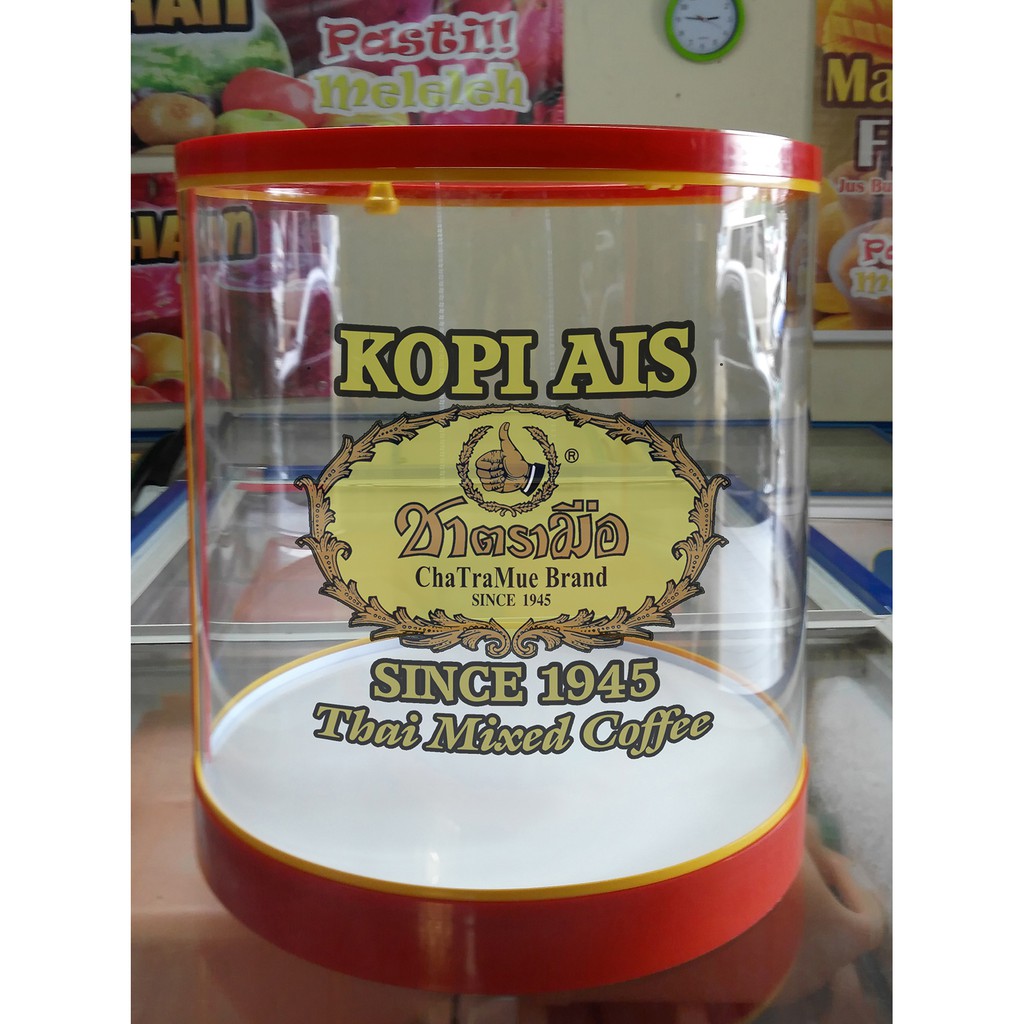 Pasti!!
meleleh
KOPI AIS
®
ชาตรามือ
ChaTraMue Brand
SINCE 1945
SINCE 1945
Thai Mixed Coffee